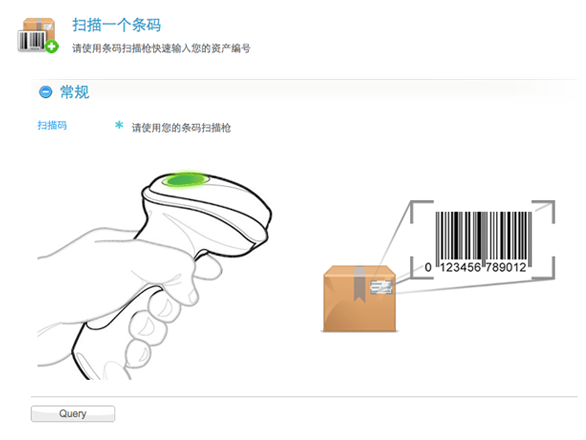 扫描一个条码
请使用条码扫描枪快速输入您的资产编号
常规
扫描码 * 请使用您的条码扫描枪
0 123456 789012
Query